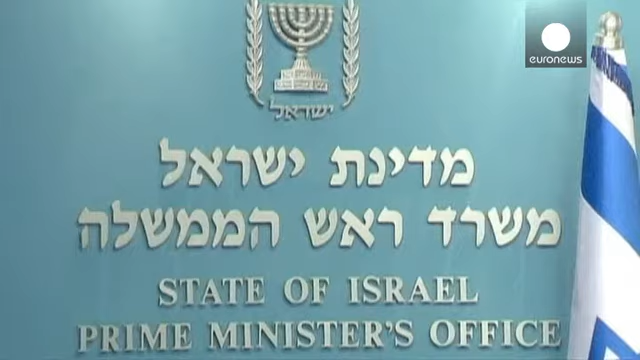 euronews
ישראל
מדינת ישראל
משרד ראש הממשלה
STATE OF ISRAEL
PRIME MINISTER'S OFFICE